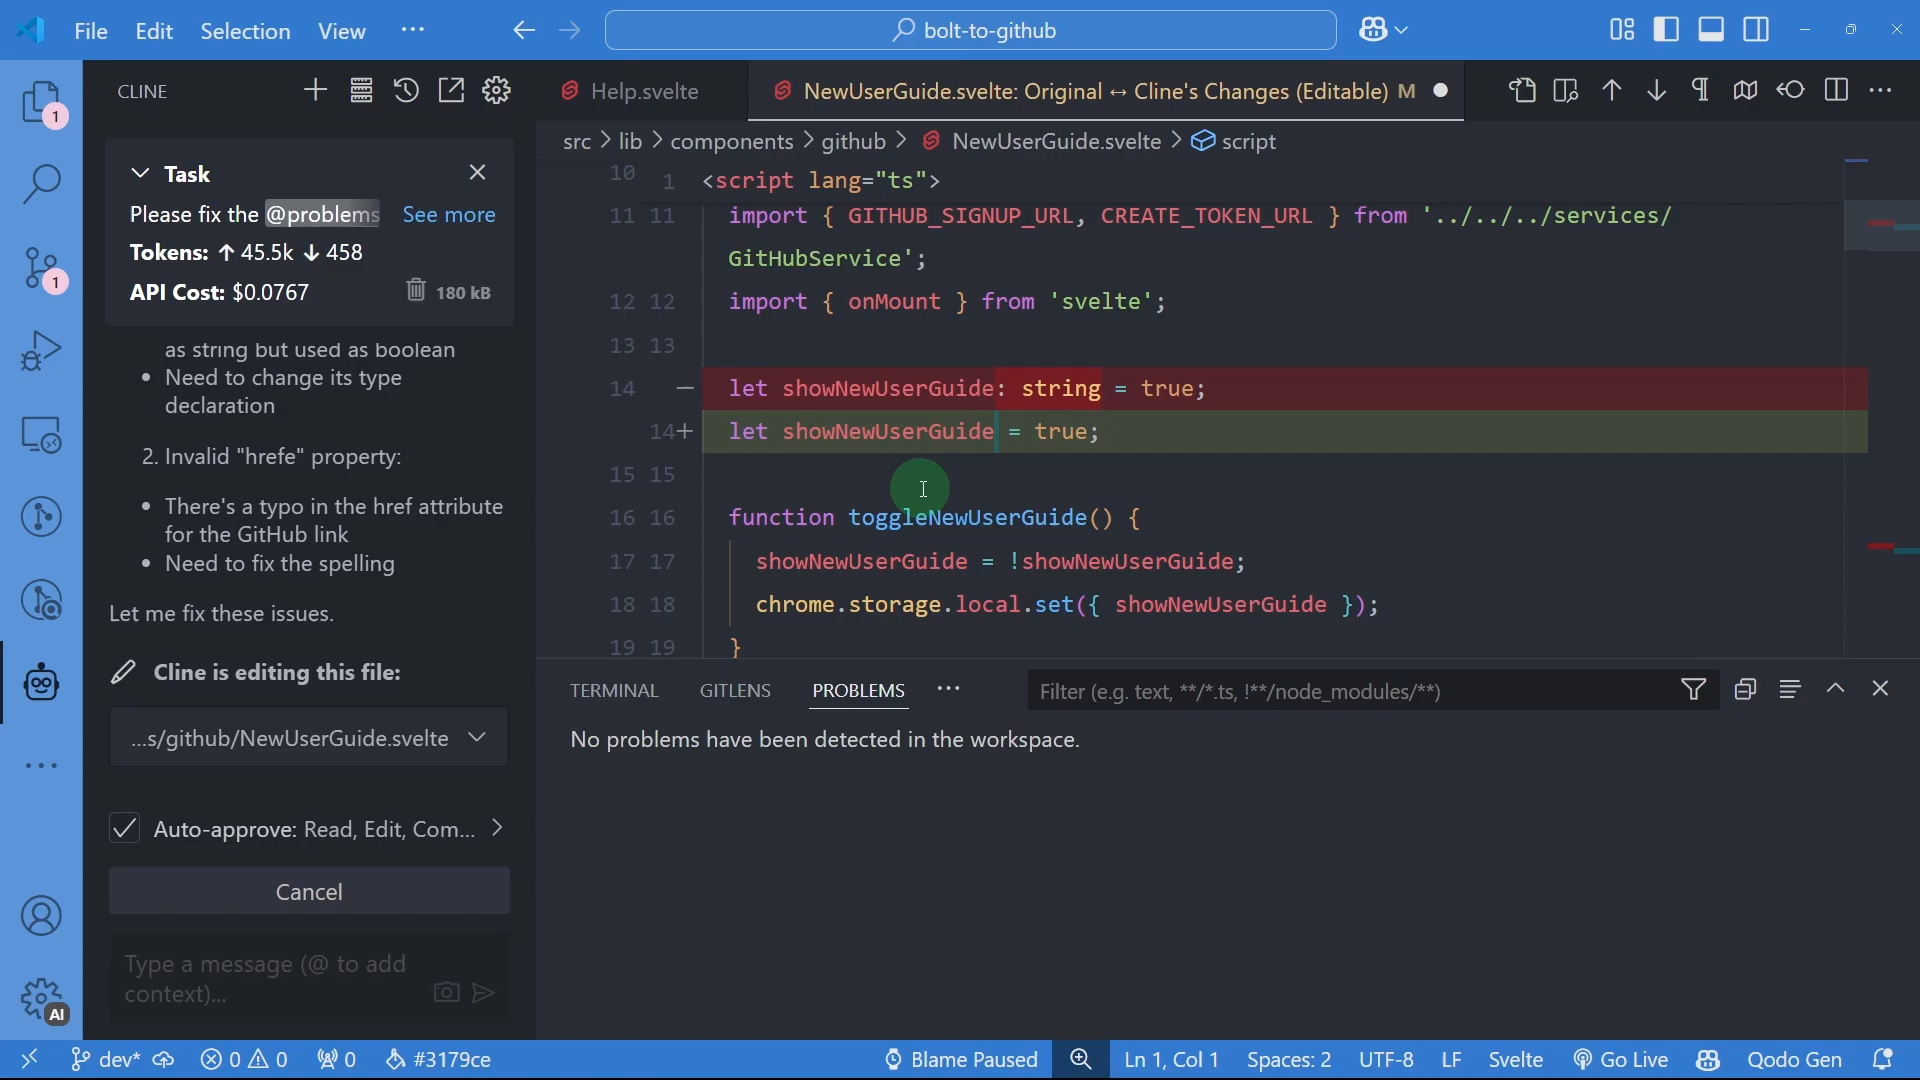 File Edit Selection View ··· bolt-to-github
CLINE
Help.svelte
NewUserGuide.svelte: Original ↔ Cline's Changes (Editable) M
src > lib > components > github > NewUserGuide.svelte > script
1
1
AI
Task
Please fix the @problems See more
Tokens: ↑ 45.5k ↓ 458
API Cost: $0.0767 180 kB
as string but used as boolean
• Need to change its type
declaration
2. Invalid "hrefe" property:
• There's a typo in the href attribute
for the GitHub link
• Need to fix the spelling
Let me fix these issues.
Cline is editing this file:
...s/github/NewUserGuide.svelte
Auto-approve: Read, Edit, Com...
Cancel
Type a message (@ to add
context)...
10 1 <script lang="ts">
11 11 import { GITHUB_SIGNUP_URL, CREATE_TOKEN_URL } from '../../../services/
GitHubService';
12 12 import { onMount } from 'svelte';
13 13
14 — let showNewUserGuide: string = true;
14+ let showNewUserGuide = true;
15 15
16 16 function toggleNewUserGuide() {
17 17 showNewUserGuide = !showNewUserGuide;
18 18 chrome.storage.local.set({ showNewUserGuide });
19 19 }
TERMINAL GITLENS PROBLEMS ··· Filter (e.g. text, **/*.ts, !**/node_modules/**)
No problems have been detected in the workspace.
dev* 0 0 0 #3179ce Blame Paused Ln 1, Col 1 Spaces: 2 UTF-8 LF Svelte Go Live Qodo Gen